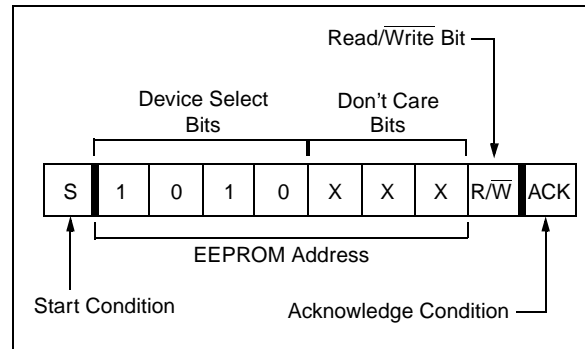 Read/Write Bit
Device Select
Bits
Don't Care
Bits
S 1 0 1 0 X X X R/W ACK
EEPROM Address
Start Condition
Acknowledge Condition